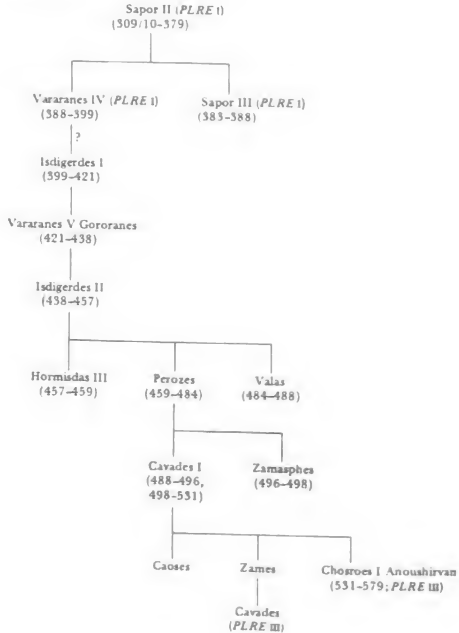 Sapor II (PLRE I)
(309/10–379)
Vararanes IV (PLRE I)
(388–399)
Sapor III (PLRE I)
(383–388)
?
Isdigerdes I
(399–421)
Vararanes V Gororanes
(421–438)
Isdigerdes II
(438–457)
Hormisdas III
(457–459)
Perozes
(459–484)
Valas
(484–488)
Cavades I
(488–496,
498–531)
Zamasphes
(496–498)
Caoses
Zames
Chosroes I Anoushirvan
(531–579; PLRE III)
Cavades
(PLRE III)